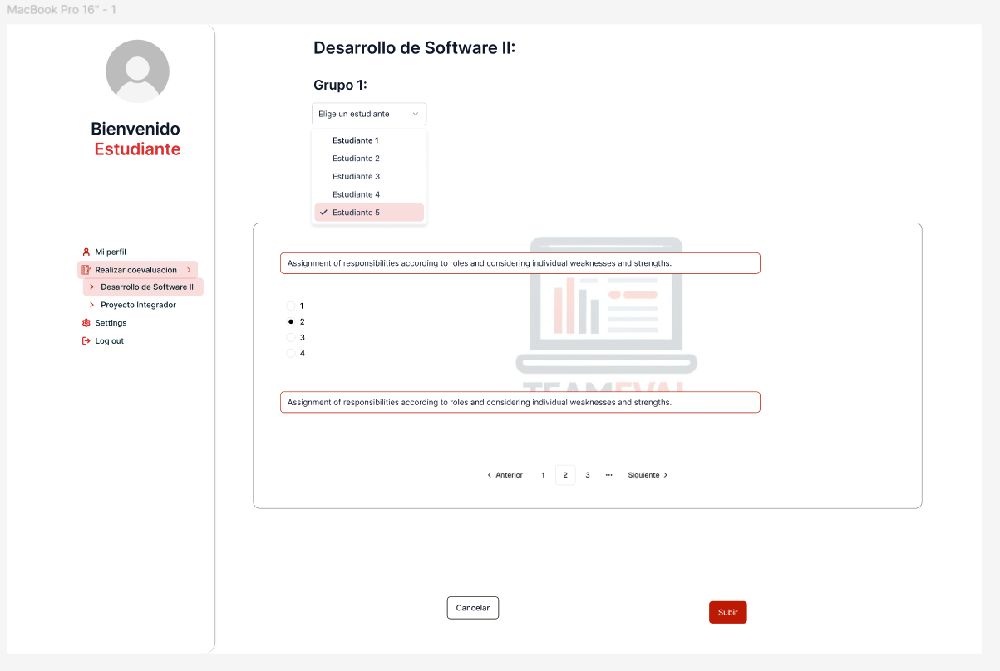 MacBook Pro 16" - 1
Bienvenido
Estudiante
Mi perfil
Realizar coevaluación
Desarrollo de Software II
Proyecto Integrador
Settings
Log out
Desarrollo de Software II:
Grupo 1:
Elige un estudiante
Estudiante 1
Estudiante 2
Estudiante 3
Estudiante 4
Estudiante 5
Assignment of responsibilities according to roles and considering individual weaknesses and strengths.
1
2
3
4
TEAMEVAL
Assignment of responsibilities according to roles and considering individual weaknesses and strengths.
Anterior 1 2 3 ... Siguiente
Cancelar
Subir